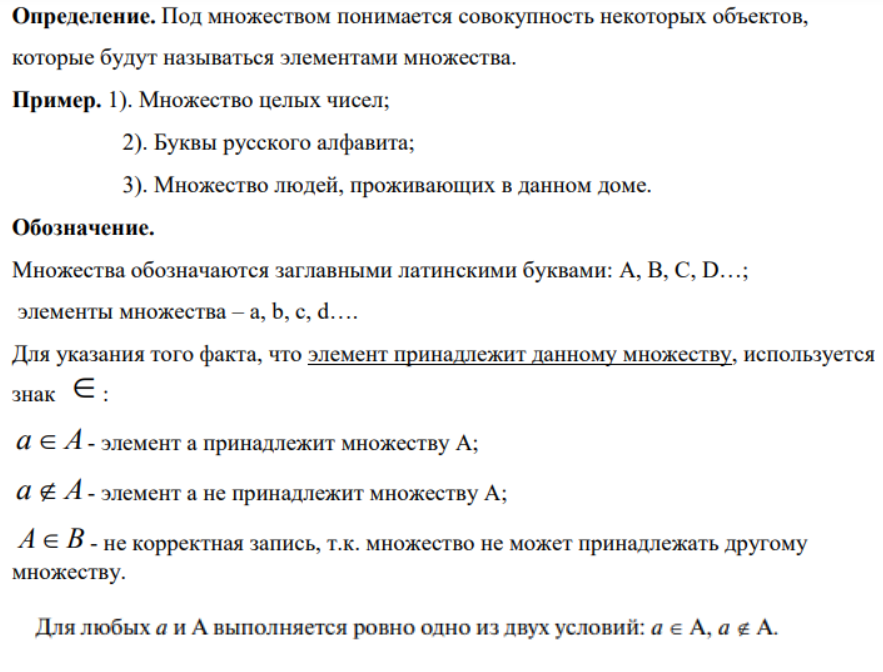 Определение. Под множеством понимается совокупность некоторых объектов,
которые будут называться элементами множества.
Пример. 1). Множество целых чисел;
2). Буквы русского алфавита;
3). Множество людей, проживающих в данном доме.
Обозначение.
Множества обозначаются заглавными латинскими буквами: A, B, C, D…;
элементы множества – a, b, c, d….
Для указания того факта, что элемент принадлежит данному множеству, используется
знак ∈ :
a ∈ A - элемент a принадлежит множеству A;
a ∉ A - элемент a не принадлежит множеству A;
A ∈ B - не корректная запись, т.к. множество не может принадлежать другому
множеству.
Для любых a и A выполняется ровно одно из двух условий: a ∈ A, a ∉ A.